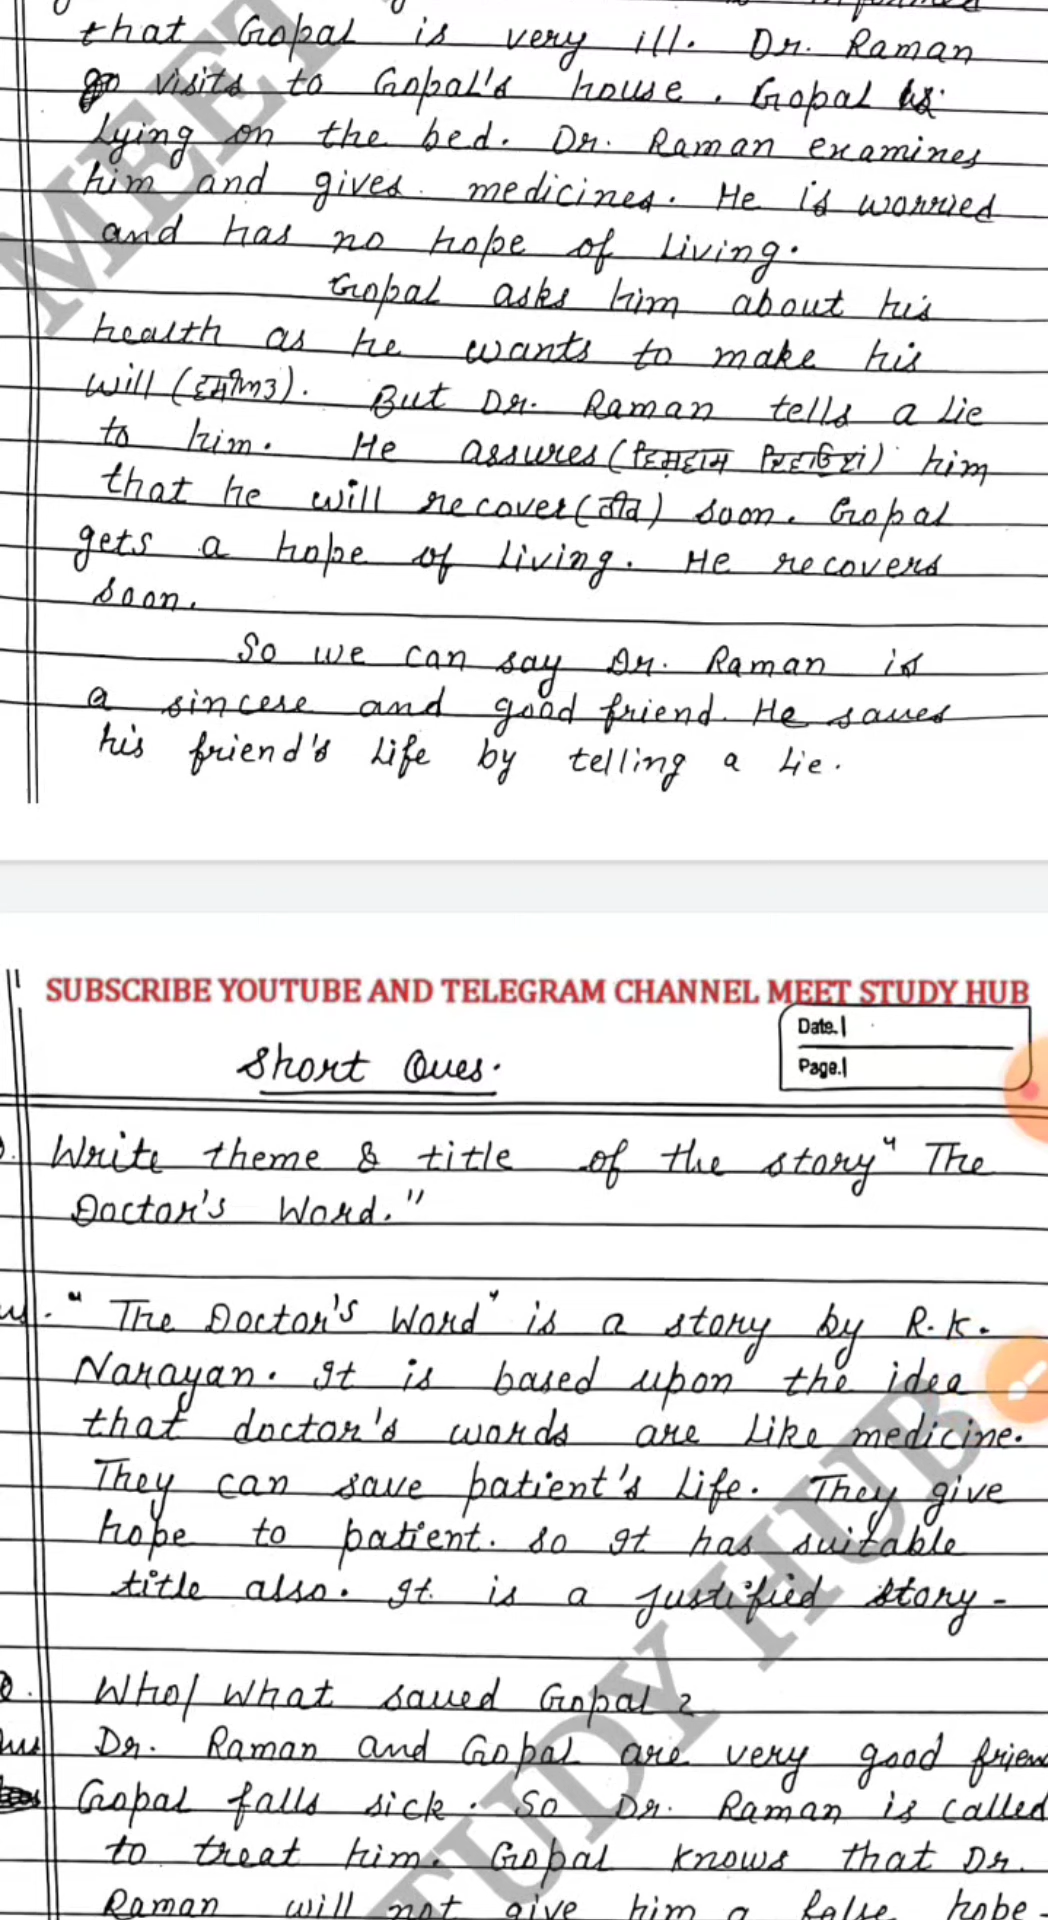 that Gopal is very ill. Dr. Raman
visits to Gopal's house. Gopal is
lying on the bed. Dr. Raman examines
him and gives medicines. He is worried
and has no hope of living.
Gopal asks him about his
health as he wants to make his
will (ਵਸੀਅਤ). But Dr. Raman tells a lie
to him. He assures (ਵਿਸ਼ਵਾਸ ਦਿਵਾਉਣਾ) him
that he will recover (ਠੀਕ) soon. Gopal
gets a hope of living. He recovers
soon.
So we can say Dr. Raman is
a sincere and good friend. He saves
his friend's life by telling a lie.
SUBSCRIBE YOUTUBE AND TELEGRAM CHANNEL MEET STUDY HUB
Date.
Page.
Short Ques.
Write theme & title of the story "The
Doctor's Word."
"The Doctor's Word" is a story by R.K.
Narayan. It is based upon the idea
that doctor's words are like medicine.
They can save patient's life. They give
hope to patient. So It has suitable
title also. It is a justified story -
Q. Who/What saved Gopal ?
Dr. Raman and Gopal are very good frien
Gopal falls sick. So Dr. Raman is called
to treat him. Gopal knows that Dr.
Raman will not give him a false hope
MEET
STUDY HUB